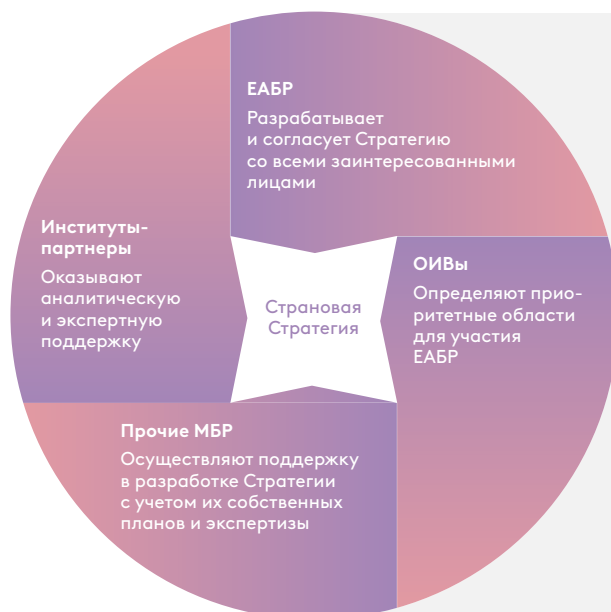 ЕАБР
Разрабатывает
и согласует Стратегию
со всеми заинтересованными
лицами
Институты-
партнеры
Оказывают
аналитическую
и экспертную
поддержку
ОИВы
Определяют прио-
ритетные области
для участия
ЕАБР
Страновая
Стратегия
Прочие МБР
Осуществляют поддержку
в разработке Стратегии
с учетом их собственных
планов и экспертизы